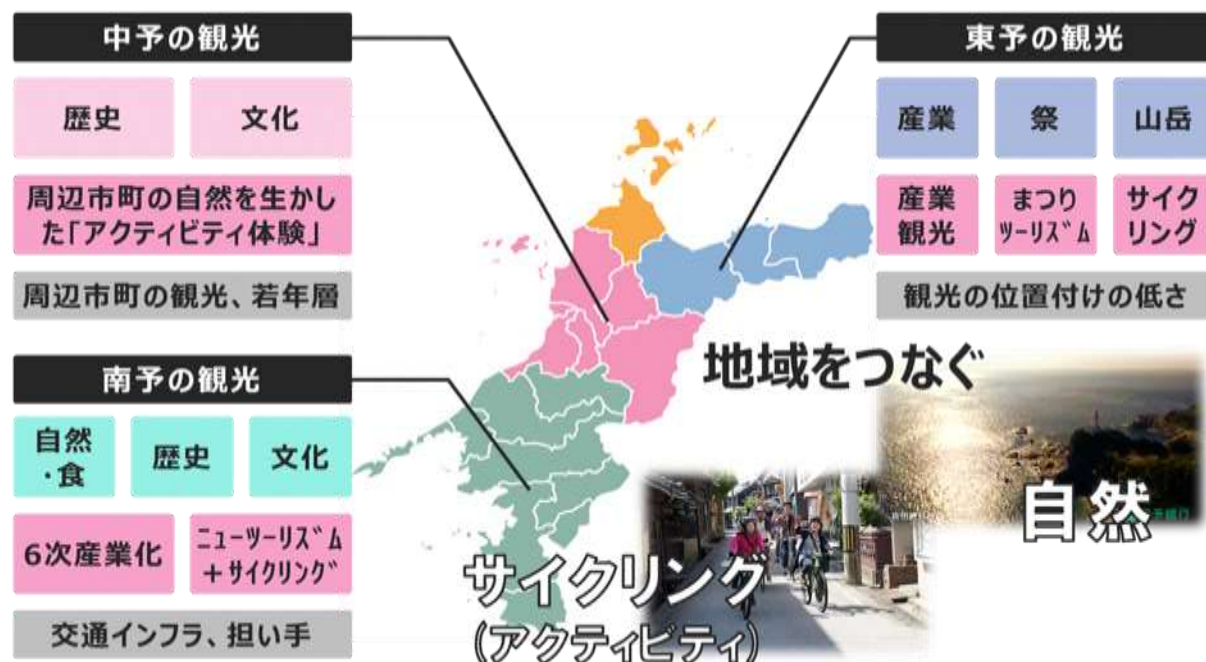 中予の観光
歴史
文化
周辺市町の自然を生かし
た「アクティビティ体験」
周辺市町の観光、若年層
東予の観光
産業
祭
山岳
産業
観光
まつり
ツーリズム
サイク
リング
観光の位置付けの低さ
地域をつなぐ
自然
南予の観光
自然
・食
歴史
文化
6次産業化
ニューツーリズム
+サイクリング
交通インフラ、担い手
サイクリング
(アクティビティ)